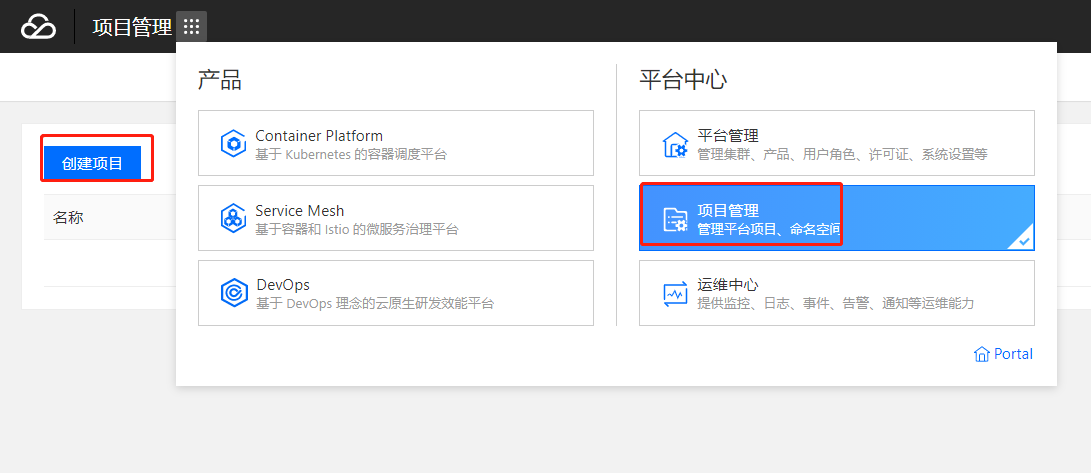 项目管理
产品
Container Platform
基于 Kubernetes 的容器调度平台
Service Mesh
基于容器和 Istio 的微服务治理平台
DevOps
基于 DevOps 理念的云原生研发效能平台
平台中心
平台管理
管理集群、产品、用户角色、许可证、系统设置等
项目管理
管理平台项目、命名空间
运维中心
提供监控、日志、事件、告警、通知等运维能力
Portal
创建项目
名称